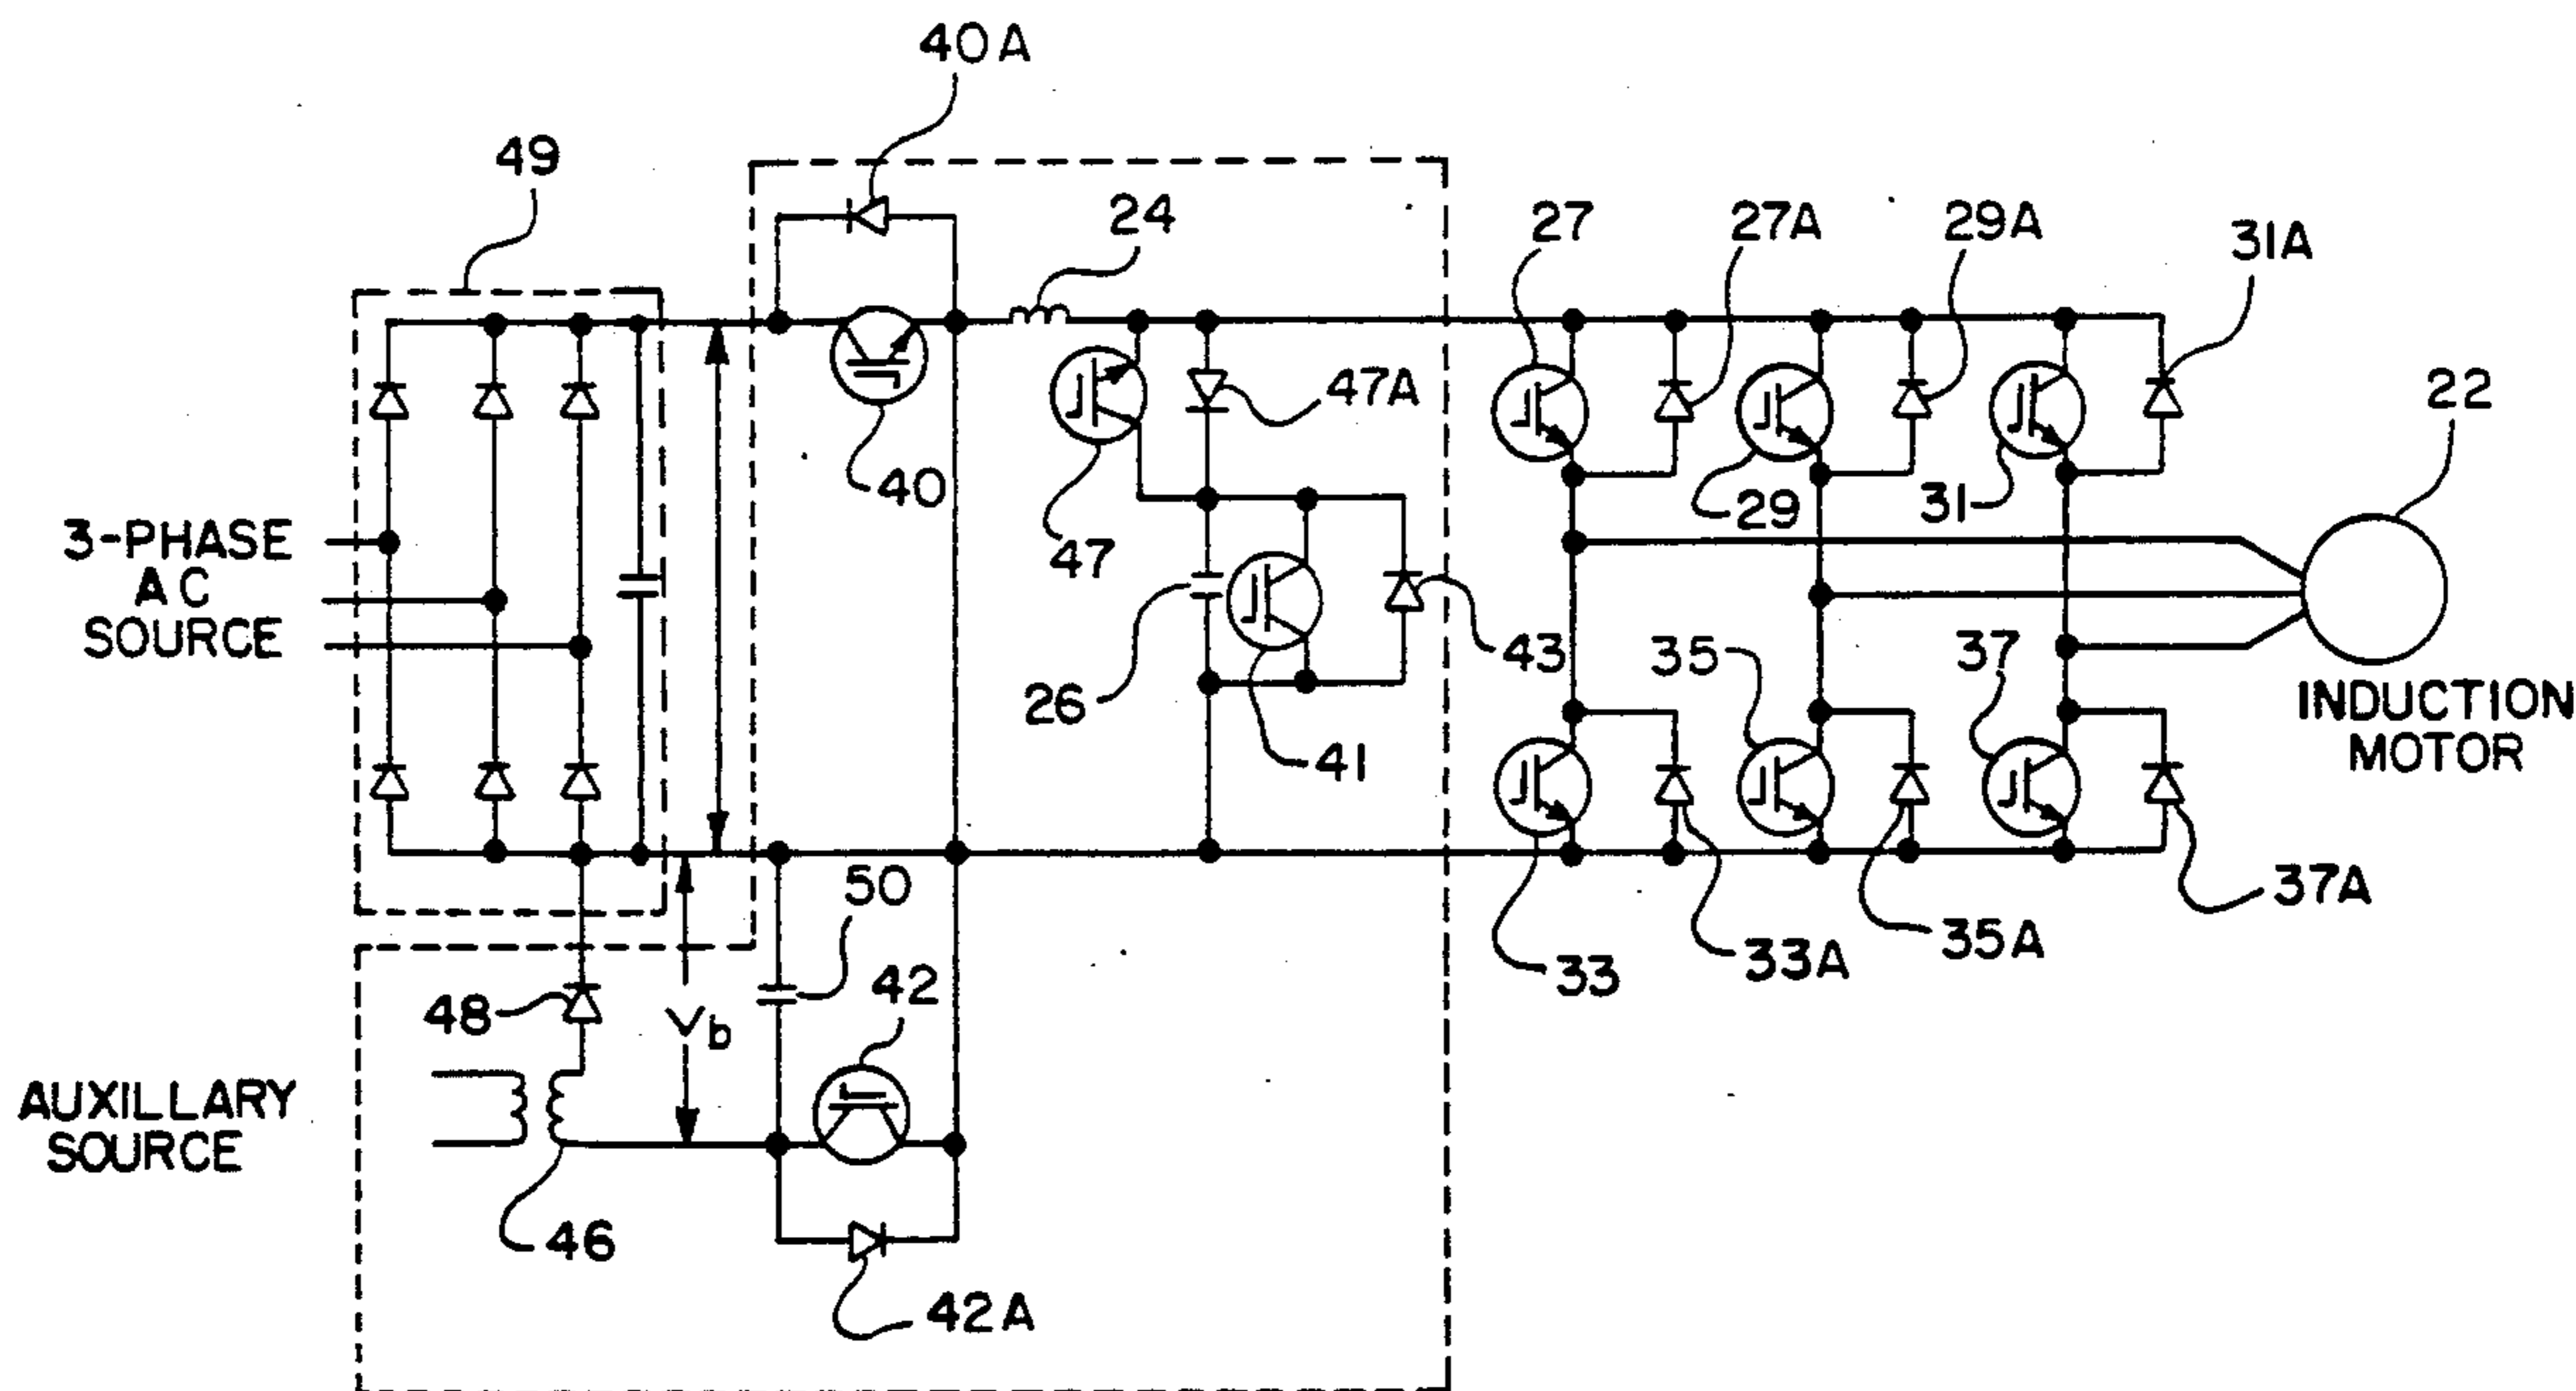 40A
49
24
27
27A
29A
31A
22
47A
40
29
31
3-PHASE
AC
SOURCE
47
43
26
35
37
41
INDUCTION
MOTOR
50
37A
42
33
33A
35A
48
Vb
AUXILLARY
SOURCE
46
42A